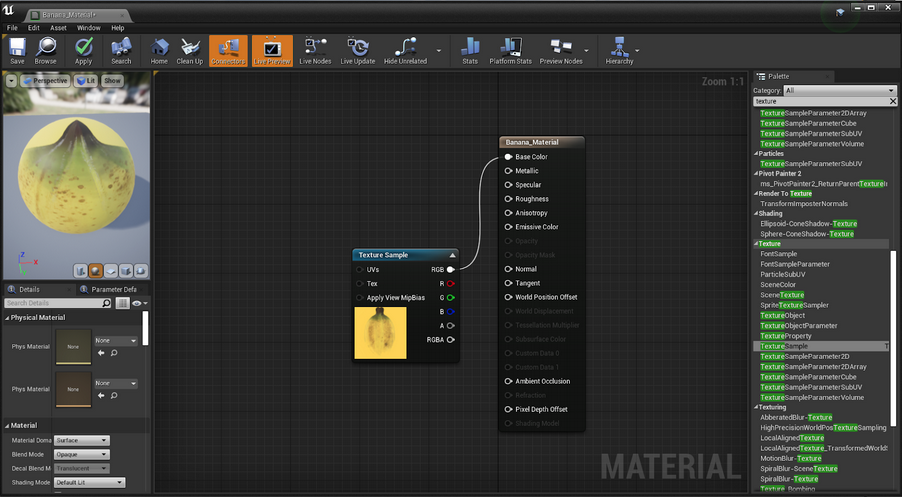 Banana_Material*
File Edit Asset Window Help
Save Browse Apply Search Home Clean Up Connectors Live Preview Live Nodes Live Update Hide Unrelated Stats Platform Stats Preview Nodes Hierarchy
Perspective Lit Show
Zoom 1:1
Z
X
Details
Parameter Defa
Search Details
Physical Material
Phys Material
None
None
Phys Material
None
None
Material
Material Doma Surface
Blend Mode Opaque
Decal Blend M Translucent
Shading Model Default Lit
Texture Sample
UVs RGB
Tex R
Apply View MipBias G
B
A
RGBA
Banana_Material
Base Color
Metallic
Specular
Roughness
Anisotropy
Emissive Color
Opacity
Opacity Mask
Normal
Tangent
World Position Offset
World Displacement
Tessellation Multiplier
Subsurface Color
Custom Data 0
Custom Data 1
Ambient Occlusion
Refraction
Pixel Depth Offset
Shading Model
MATERIAL
Palette
Category: All
texture
TextureSampleParameter2DArray
TextureSampleParameterCube
TextureSampleParameterSubUV
TextureSampleParameterVolume
Particles
TextureSampleParameterSubUV
Pivot Painter 2
ms_PivotPainter2_ReturnParentTextureIn
Render To Texture
TransformImposterNormals
Shading
Ellipsoid-ConeShadow-Texture
Sphere-ConeShadow-Texture
Texture
FontSample
FontSampleParameter
ParticleSubUV
SceneColor
SceneTexture
SpriteTextureSampler
TextureObject
TextureObjectParameter
TextureProperty
TextureSample T
TextureSampleParameter2D
TextureSampleParameter2DArray
TextureSampleParameterCube
TextureSampleParameterSubUV
TextureSampleParameterVolume
Texturing
AbberatedBlur-Texture
HighPrecisionWorldPosTextureSampling
LocalAlignedTexture
LocalAlignedTexture_TransformedWorldS
MotionBlur-Texture
SpiralBlur-SceneTexture
SpiralBlur-Texture
Texture_Bombing